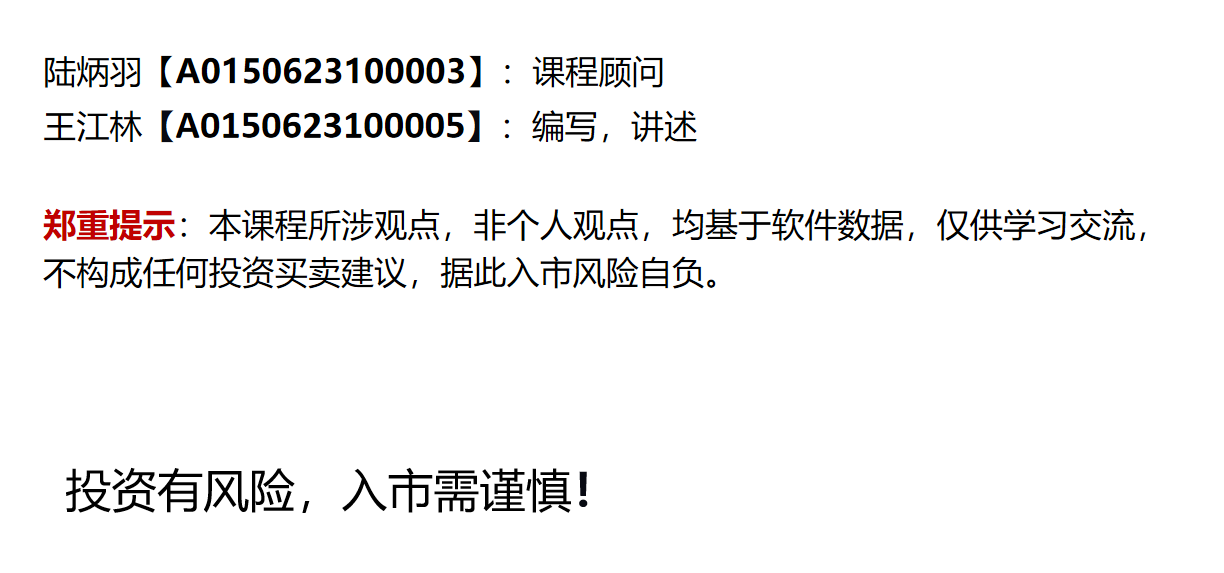 陆炳羽【A0150623100003】：课程顾问
王江林【A0150623100005】：编写，讲述
郑重提示：本课程所涉观点，非个人观点，均基于软件数据，仅供学习交流，
不构成任何投资买卖建议，据此入市风险自负。
投资有风险，入市需谨慎！